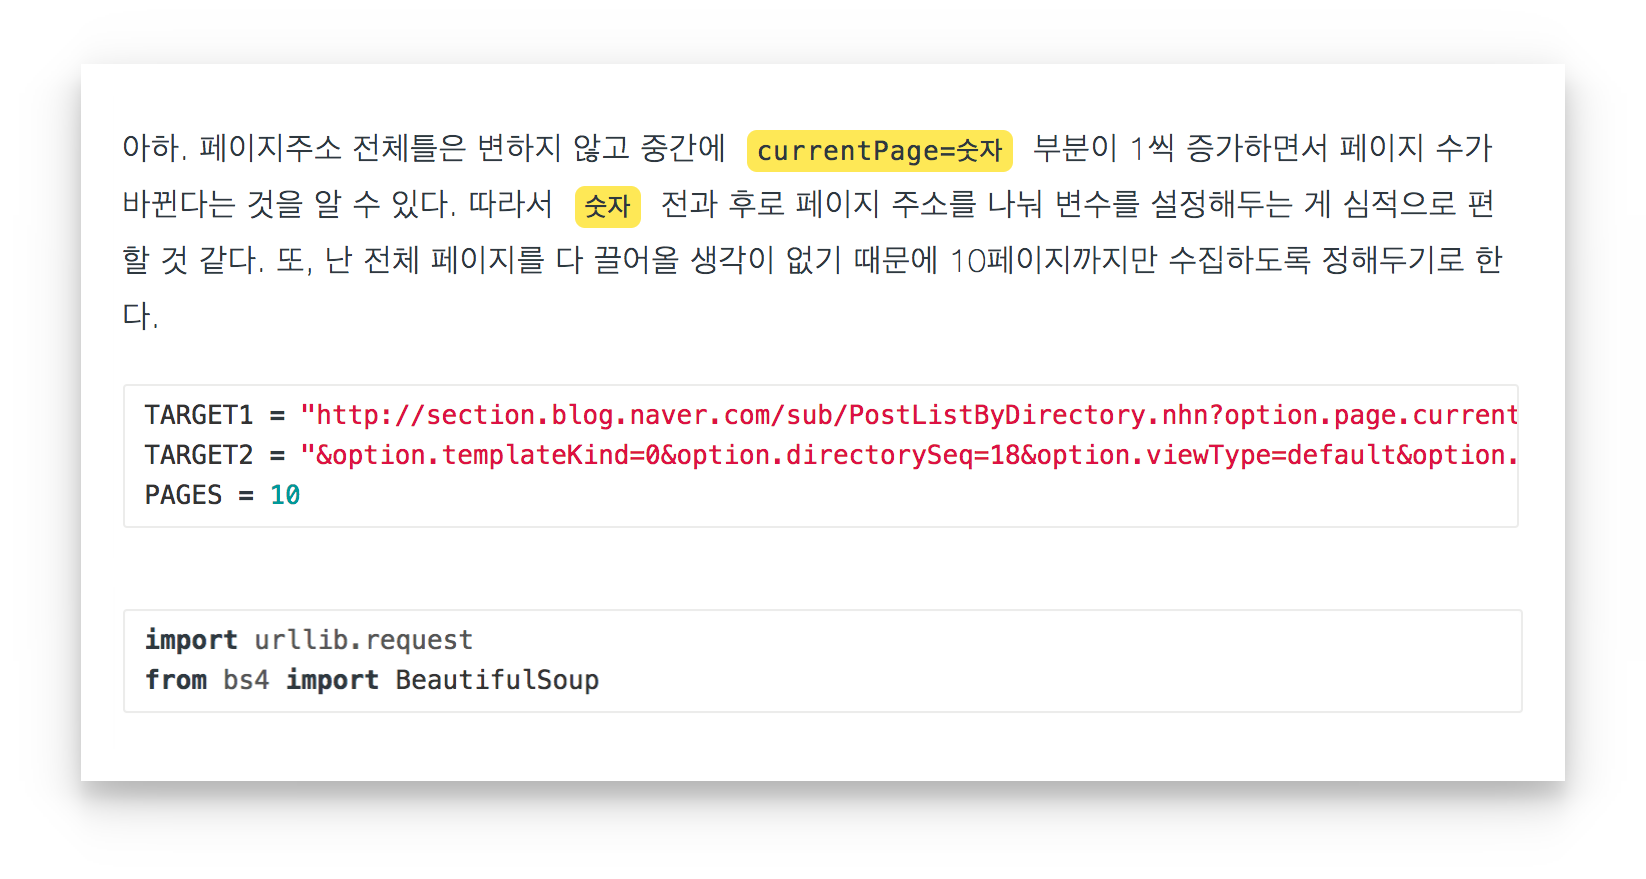 아하. 페이지주소 전체틀은 변하지 않고 중간에 currentPage=숫자 부분이 1씩 증가하면서 페이지 수가
바뀐다는 것을 알 수 있다. 따라서 숫자 전과 후로 페이지 주소를 나눠 변수를 설정해두는 게 심적으로 편
할 것 같다. 또, 난 전체 페이지를 다 끌어올 생각이 없기 때문에 10페이지까지만 수집하도록 정해두기로 한
다.
TARGET1 = "http://section.blog.naver.com/sub/PostListByDirectory.nhn?option.page.current
TARGET2 = "&option.templateKind=0&option.directorySeq=18&option.viewType=default&option.
PAGES = 10
import urllib.request
from bs4 import BeautifulSoup